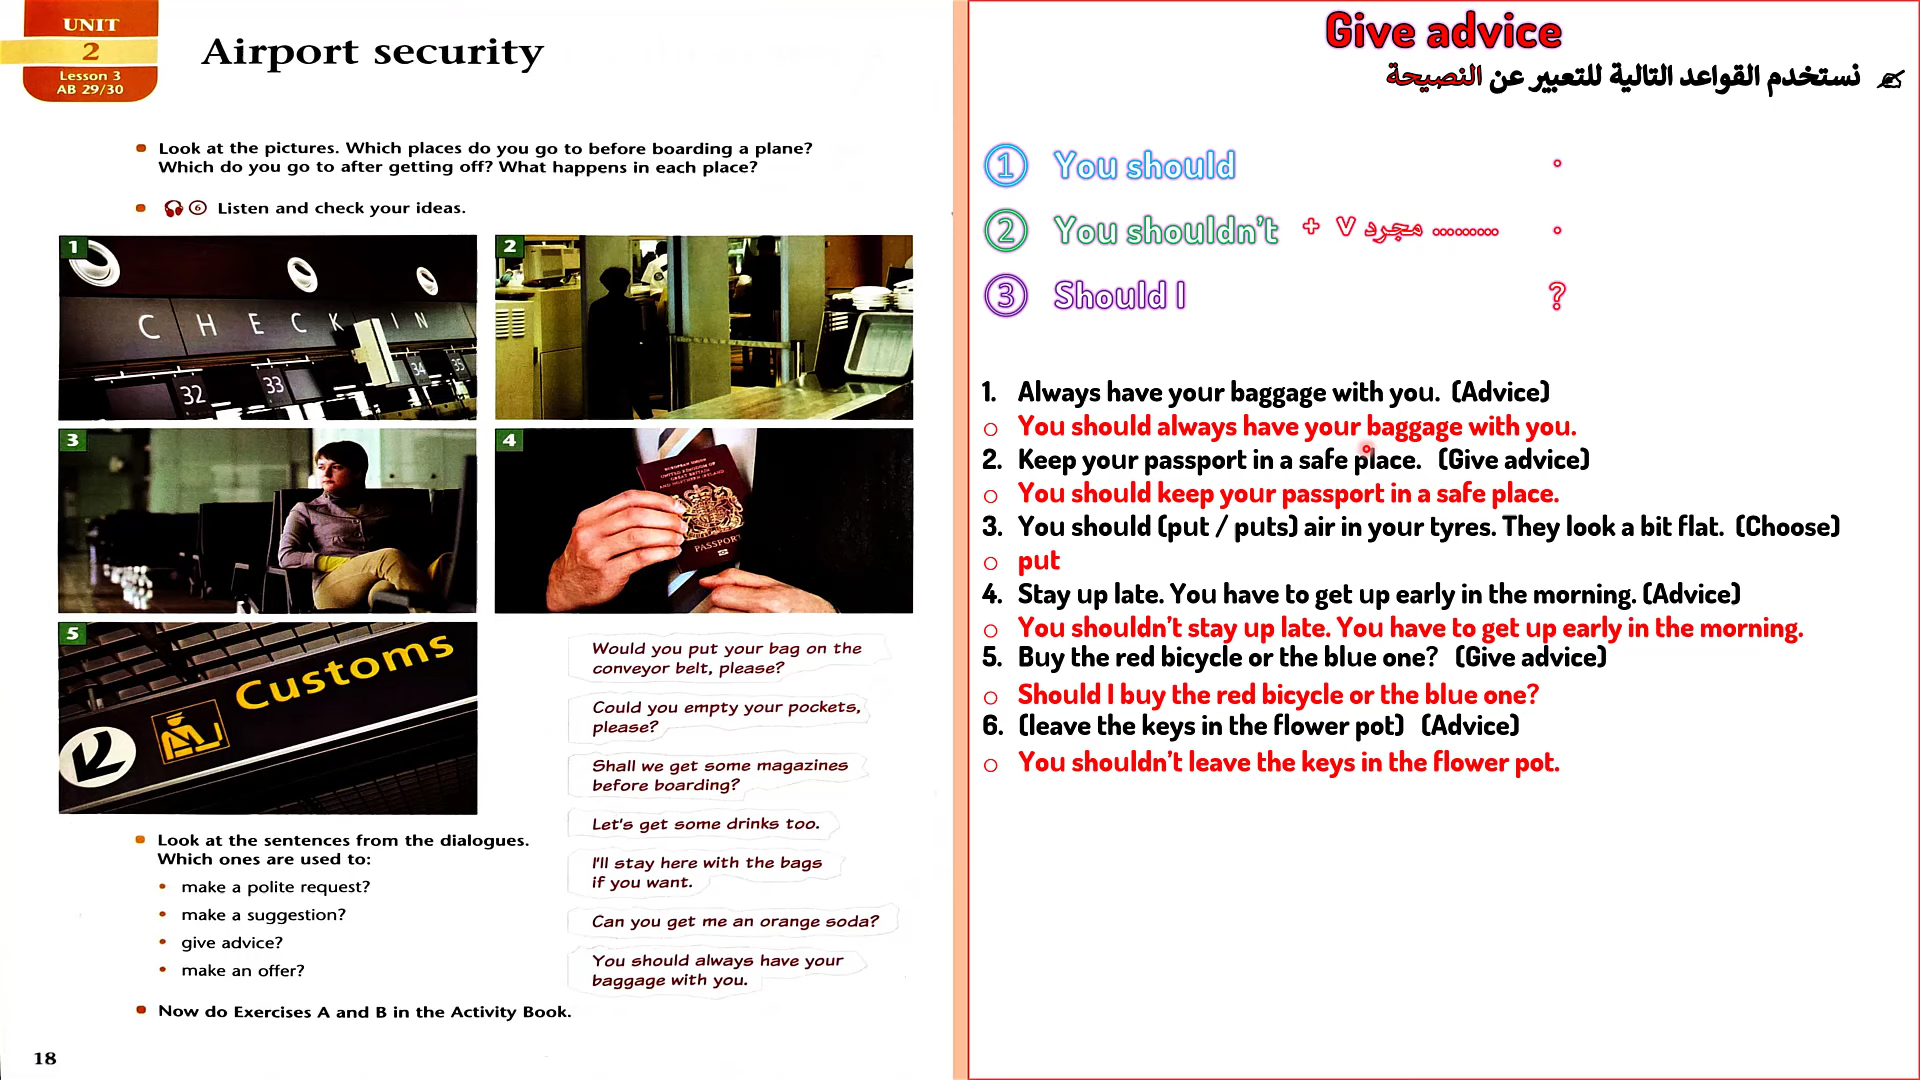 UNIT
2
Lesson 3
AB 29/30
Airport security
Look at the pictures. Which places do you go to before boarding a plane?
Which do you go to after getting off? What happens in each place?
6 Listen and check your ideas.
1
CHECK IN
32 33 34 35
2
3
4
EUROPEAN UNION
UNITED KINGDOM OF
GREAT BRITAIN
AND NORTHERN IRELAND
PASSPORT
5
Customs
Would you put your bag on the
conveyor belt, please?
Could you empty your pockets,
please?
Shall we get some magazines
before boarding?
Let's get some drinks too.
I'll stay here with the bags
if you want.
Can you get me an orange soda?
You should always have your
baggage with you.
Look at the sentences from the dialogues.
Which ones are used to:
• make a polite request?
• make a suggestion?
• give advice?
• make an offer?
Now do Exercises A and B in the Activity Book.
18
Give advice
نستخدم القواعد التالية للتعبير عن النصيحة
1 You should .
2 You shouldn't + V مجرد ......... .
3 Should I ?
1. Always have your baggage with you. (Advice)
o You should always have your baggage with you.
2. Keep your passport in a safe place. (Give advice)
o You should keep your passport in a safe place.
3. You should (put / puts) air in your tyres. They look a bit flat. (Choose)
o put
4. Stay up late. You have to get up early in the morning. (Advice)
o You shouldn't stay up late. You have to get up early in the morning.
5. Buy the red bicycle or the blue one? (Give advice)
o Should I buy the red bicycle or the blue one?
6. (leave the keys in the flower pot) (Advice)
o You shouldn't leave the keys in the flower pot.